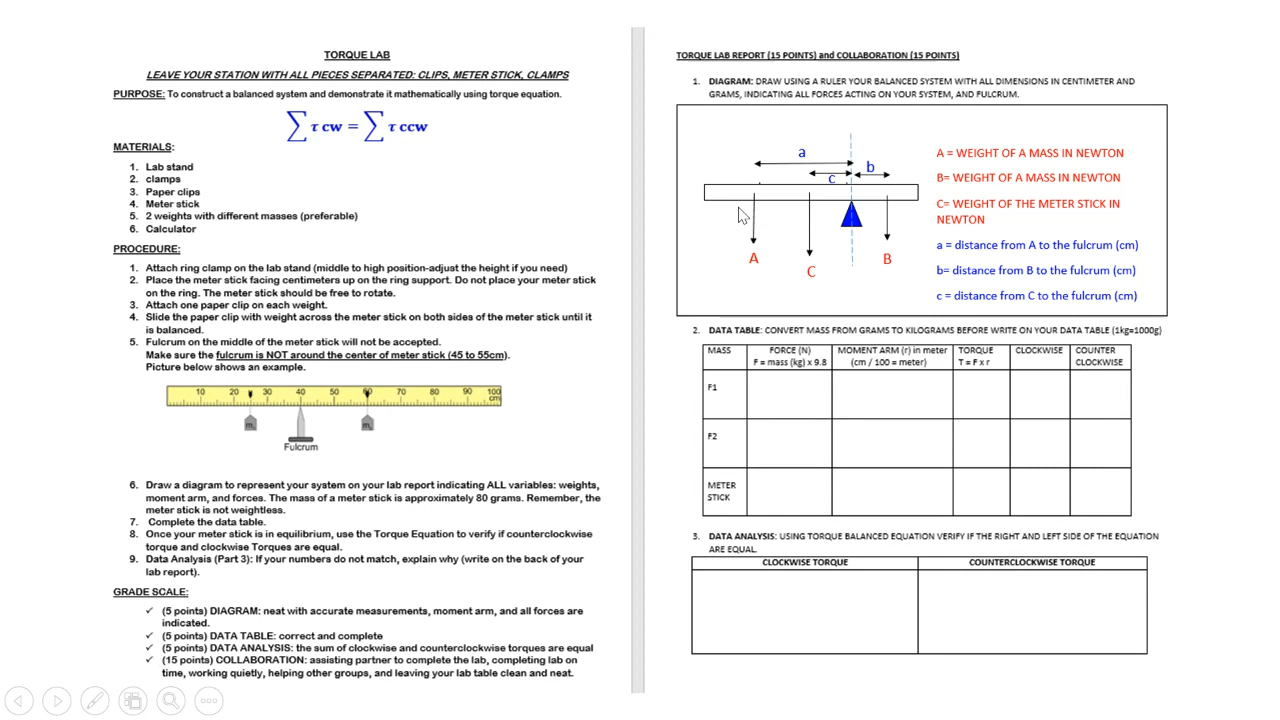 TORQUE LAB
LEAVE YOUR STATION WITH ALL PIECES SEPARATED: CLIPS, METER STICK, CLAMPS
PURPOSE: To construct a balanced system and demonstrate it mathematically using torque equation.
∑ τ cw = ∑ τ ccw
MATERIALS:
1. Lab stand
2. clamps
3. Paper clips
4. Meter stick
5. 2 weights with different masses (preferable)
6. Calculator
PROCEDURE:
1. Attach ring clamp on the lab stand (middle to high position-adjust the height if you need)
2. Place the meter stick facing centimeters up on the ring support. Do not place your meter stick
on the ring. The meter stick should be free to rotate.
3. Attach one paper clip on each weight.
4. Slide the paper clip with weight across the meter stick on both sides of the meter stick until it
is balanced.
5. Fulcrum on the middle of the meter stick will not be accepted.
Make sure the fulcrum is NOT around the center of meter stick (45 to 55cm).
Picture below shows an example.
10 20 30 40 50 60 70 80 90 100
cm
Fulcrum
6. Draw a diagram to represent your system on your lab report indicating ALL variables: weights,
moment arm, and forces. The mass of a meter stick is approximately 80 grams. Remember, the
meter stick is not weightless.
7. Complete the data table.
8. Once your meter stick is in equilibrium, use the Torque Equation to verify if counterclockwise
torque and clockwise Torques are equal.
9. Data Analysis (Part 3): If your numbers do not match, explain why (write on the back of your
lab report).
GRADE SCALE:
✓ (5 points) DIAGRAM: neat with accurate measurements, moment arm, and all forces are
indicated.
✓ (5 points) DATA TABLE: correct and complete
✓ (5 points) DATA ANALYSIS: the sum of clockwise and counterclockwise torques are equal
✓ (15 points) COLLABORATION: assisting partner to complete the lab, completing lab on
time, working quietly, helping other groups, and leaving your lab table clean and neat.
TORQUE LAB REPORT (15 POINTS) and COLLABORATION (15 POINTS)
1. DIAGRAM: DRAW USING A RULER YOUR BALANCED SYSTEM WITH ALL DIMENSIONS IN CENTIMETER AND
GRAMS, INDICATING ALL FORCES ACTING ON YOUR SYSTEM, AND FULCRUM.
a
b
c
A
C
B
A = WEIGHT OF A MASS IN NEWTON
B= WEIGHT OF A MASS IN NEWTON
C= WEIGHT OF THE METER STICK IN
NEWTON
a = distance from A to the fulcrum (cm)
b= distance from B to the fulcrum (cm)
c = distance from C to the fulcrum (cm)
2. DATA TABLE: CONVERT MASS FROM GRAMS TO KILOGRAMS BEFORE WRITE ON YOUR DATA TABLE (1kg=1000g)
MASS FORCE (N) MOMENT ARM (r) in meter TORQUE CLOCKWISE COUNTER
F = mass (kg) x 9.8 (cm / 100 = meter) T = F x r CLOCKWISE
F1
F2
METER
STICK
3. DATA ANALYSIS: USING TORQUE BALANCED EQUATION VERIFY IF THE RIGHT AND LEFT SIDE OF THE EQUATION
ARE EQUAL.
CLOCKWISE TORQUE COUNTERCLOCKWISE TORQUE